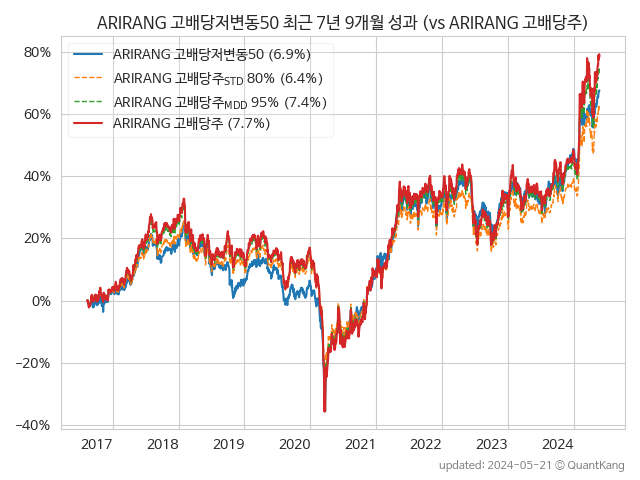 ARIRANG 고배당저변동50 최근 7년 9개월 성과 (vs ARIRANG 고배당주)
80%
60%
40%
20%
0%
−20%
−40%
ARIRANG 고배당저변동50 (6.9%)
ARIRANG 고배당주STD 80% (6.4%)
ARIRANG 고배당주MDD 95% (7.4%)
ARIRANG 고배당주 (7.7%)
2017 2018 2019 2020 2021 2022 2023 2024
updated: 2024-05-21 © QuantKang